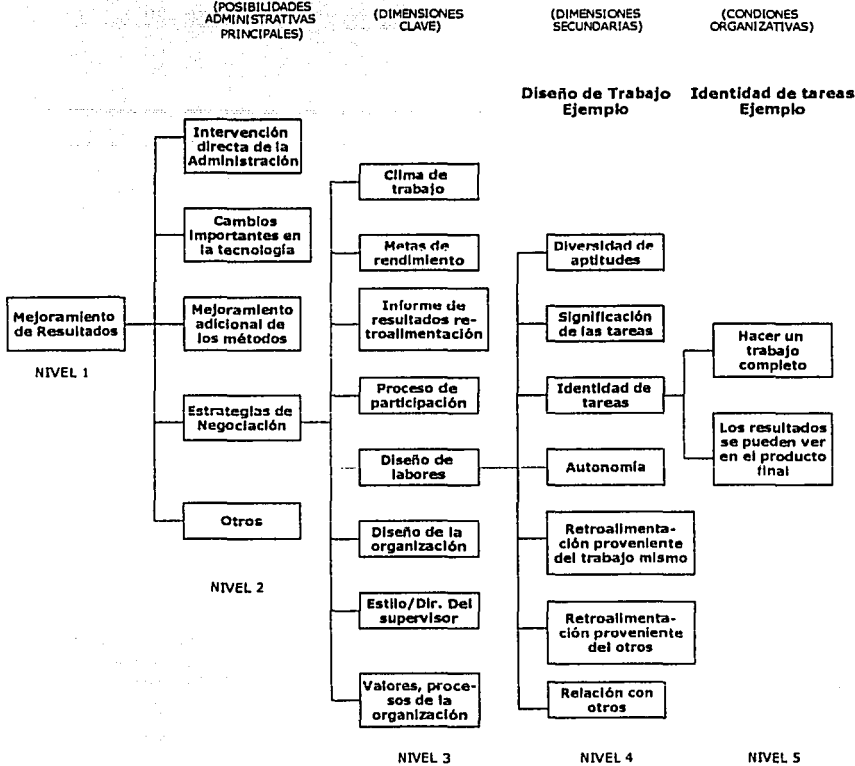 (POSIBILIDADES
ADMINISTRATIVAS
PRINCIPALES)
(DIMENSIONES
CLAVE)
(DIMENSIONES
SECUNDARIAS)
(CONDIONES
ORGANIZATIVAS)
Diseño de Trabajo
Ejemplo
Identidad de tareas
Ejemplo
Mejoramiento
de Resultados
NIVEL 1
Intervención
directa de la
Administración
Cambios
importantes en
la tecnología
Mejoramiento
adicional de
los métodos
Estrategias de
Negociación
Otros
NIVEL 2
Clima de
trabajo
Metas de
rendimiento
Informe de
resultados re-
troalimentación
Proceso de
participación
Diseño de
labores
Diseño de la
organización
Estilo/Dir. Del
supervisor
Valores, proce-
sos de la
organización
NIVEL 3
Diversidad de
aptitudes
Significación
de las tareas
Identidad de
tareas
Autonomía
Retroalimenta-
ción proveniente
del trabajo mismo
Retroalimenta-
ción proveniente
del otros
Relación con
otros
NIVEL 4
Hacer un
trabajo
completo
Los resultados
se pueden ver
en el producto
final
NIVEL 5